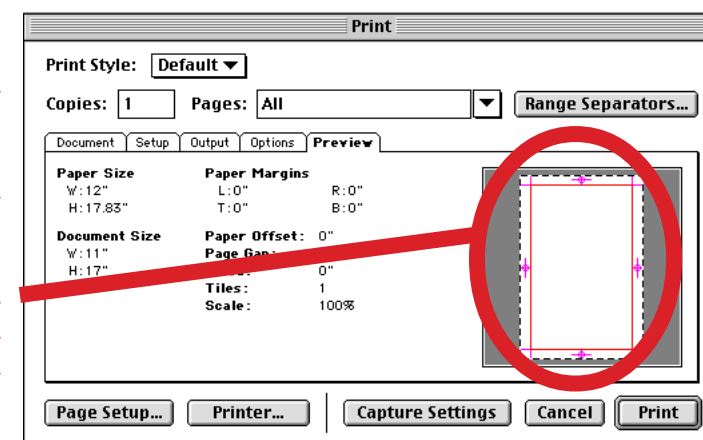 Print
Print Style: Default
Copies: 1 Pages: All Range Separators...
Document Setup Output Options Preview
Paper Size Paper Margins
W:12" L:0" R:0"
H:17.83" T:0" B:0"
Document Size Paper Offset: 0"
W:11" Page Gap:
H:17" 0"
Tiles: 1
Scale: 100%
Page Setup... Printer... Capture Settings Cancel Print